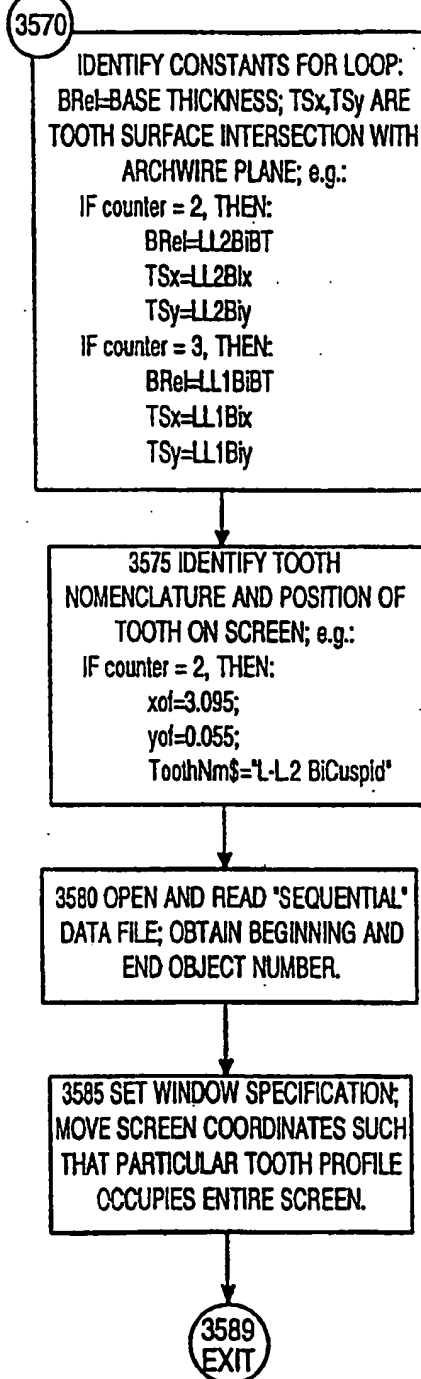 3570
IDENTIFY CONSTANTS FOR LOOP:
BRel=BASE THICKNESS; TSx,TSy ARE
TOOTH SURFACE INTERSECTION WITH
ARCHWIRE PLANE; e.g.:
IF counter = 2, THEN:
BRel=LL2BiBT
TSx=LL2BIx
TSy=LL2Biy
IF counter = 3, THEN:
BRel=LL1BiBT
TSx=LL1Bix
TSy=LL1Biy
3575 IDENTIFY TOOTH
NOMENCLATURE AND POSITION OF
TOOTH ON SCREEN; e.g.:
IF counter = 2, THEN:
xof=3.095;
yof=0.055;
ToothNm$="L-L.2 BiCuspid"
3580 OPEN AND READ "SEQUENTIAL"
DATA FILE; OBTAIN BEGINNING AND
END OBJECT NUMBER.
3585 SET WINDOW SPECIFICATION;
MOVE SCREEN COORDINATES SUCH
THAT PARTICULAR TOOTH PROFILE
OCCUPIES ENTIRE SCREEN.
3589
EXIT